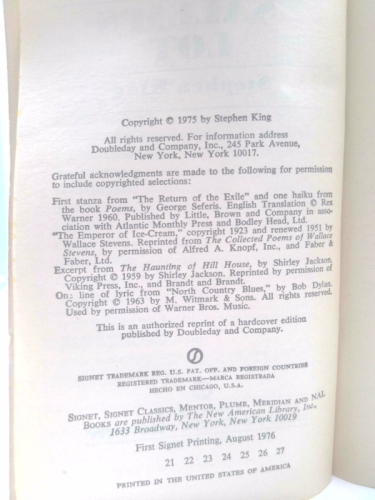 Copyright © 1975 by Stephen King
All rights reserved. For information address
Doubleday and Company, Inc., 245 Park Avenue,
New York, New York 10017.
Grateful acknowledgments are made to the following for permission
to include copyrighted selections:
First stanza from "The Return of the Exile" and one haiku from
the book Poems, by George Seferis. English Translation © Rex
Warner 1960, Published by Little, Brown and Company in asso-
ciation with Atlantic Monthly Press and Bodley Head, Ltd.
"The Emperor of Ice-Cream," copyright 1923 and renewed 1951 by
Wallace Stevens. Reprinted from The Collected Poems of Wallace
Stevens, by permission of Alfred A. Knopf, Inc., and Faber &
Faber, Ltd.
Excerpt from The Haunting of Hill House, by Shirley Jackson,
Copyright © 1959 by Shirley Jackson. Reprinted by permission of
Viking Press, Inc., and Brandt and Brandt.
On: line of lyric from "North Country Blues," by Bob Dylan.
Copyright © 1963 by M. Witmark & Sons. All rights reserved.
Used by permission of Warner Bros. Music.
This is an authorized reprint of a hardcover edition
published by Doubleday and Company.
SIGNET TRADEMARK REG. U.S. PAT. OFF. AND FOREIGN COUNTRIES
REGISTERED TRADEMARK—MARCA REGISTRADA
HECHO EN CHICAGO, U.S.A.
SIGNET, SIGNET CLASSICS, MENTOR, PLUME, MERIDIAN AND NAL
BOOKS are published by The New American Library, Inc.,
1633 Broadway, New York, New York 10019
First Signet Printing, August 1976
21 22 23 24 25 26 27
PRINTED IN THE UNITED STATES OF AMERICA